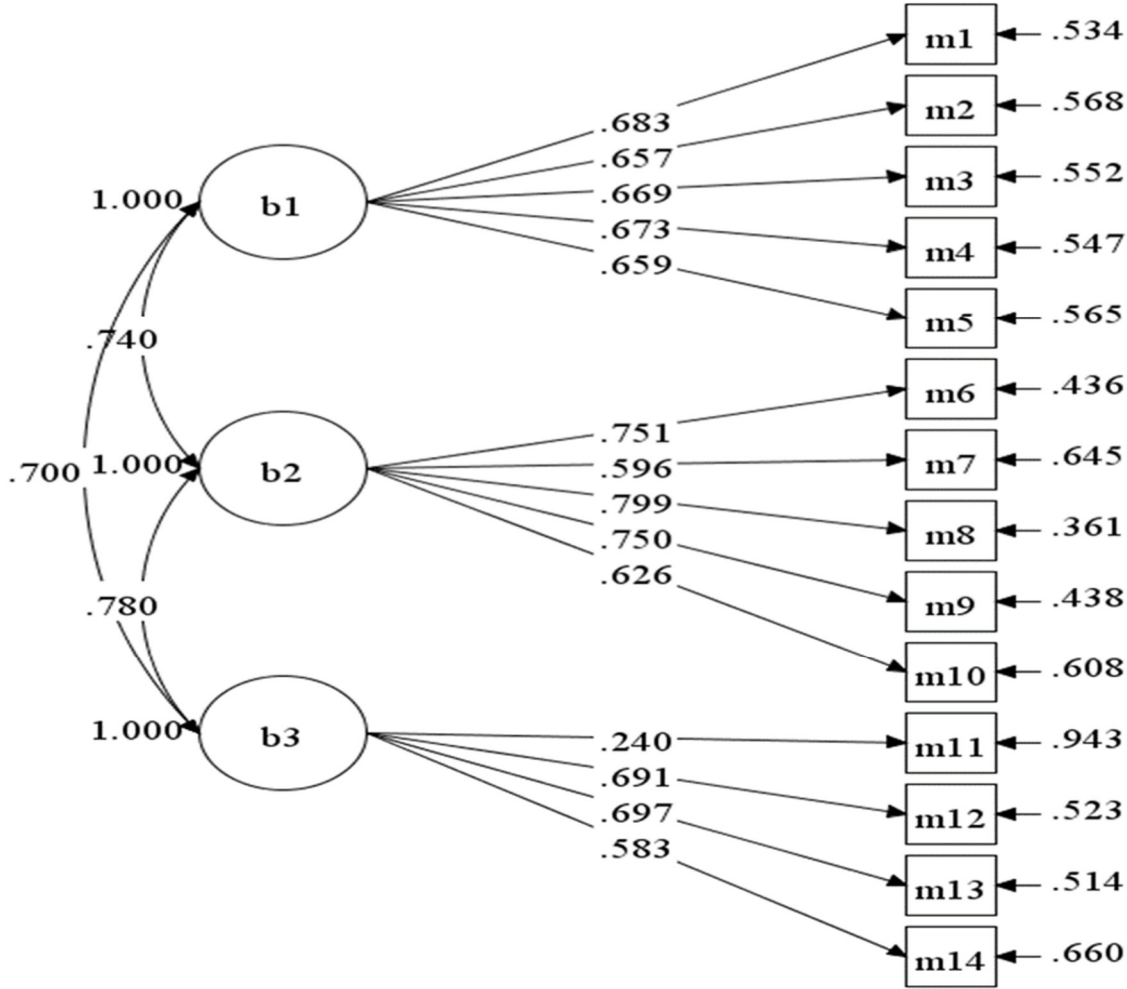 m1 .534
.683
m2 .568
.657
m3 .552
1.000 b1
.669
.673
m4 .547
.659
m5 .565
.740
m6 .436
.751
m7 .645
.700 1.000 b2
.596
.799
m8 .361
.750
m9 .438
.626
.780
m10 .608
1.000 b3
.240
m11 .943
.691
m12 .523
.697
.583
m13 .514
m14 .660